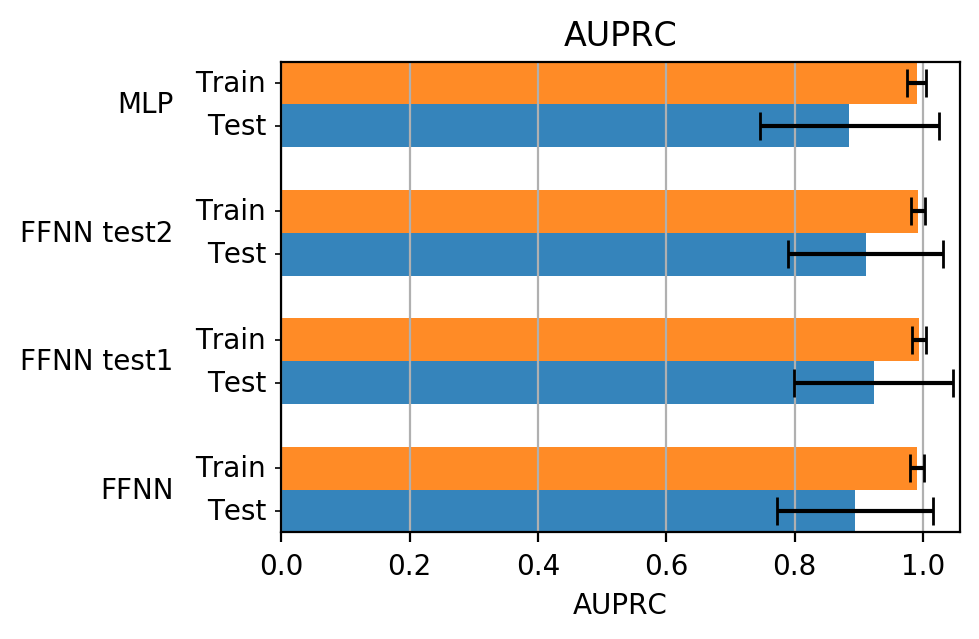 AUPRC
MLP
Train
Test
FFNN test2
Train
Test
FFNN test1
Train
Test
FFNN
Train
Test
0.0 0.2 0.4 0.6 0.8 1.0
AUPRC